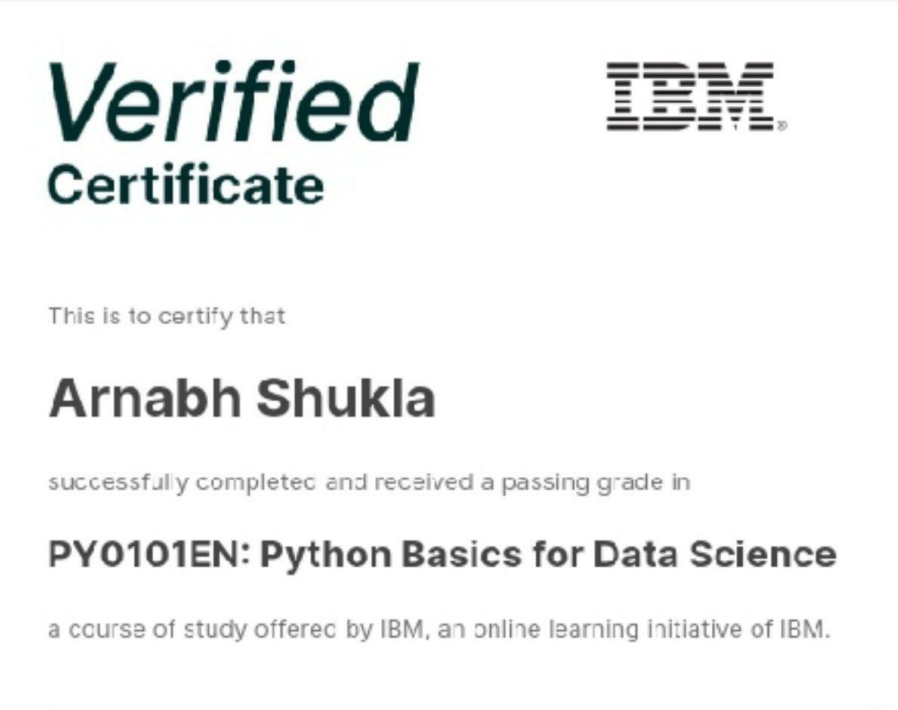 Verified
IBM®
Certificate
This is to certify that
Arnabh Shukla
successfully completed and received a passing grade in
PY0101EN: Python Basics for Data Science
a course of study offered by IBM, an online learning initiative of IBM.